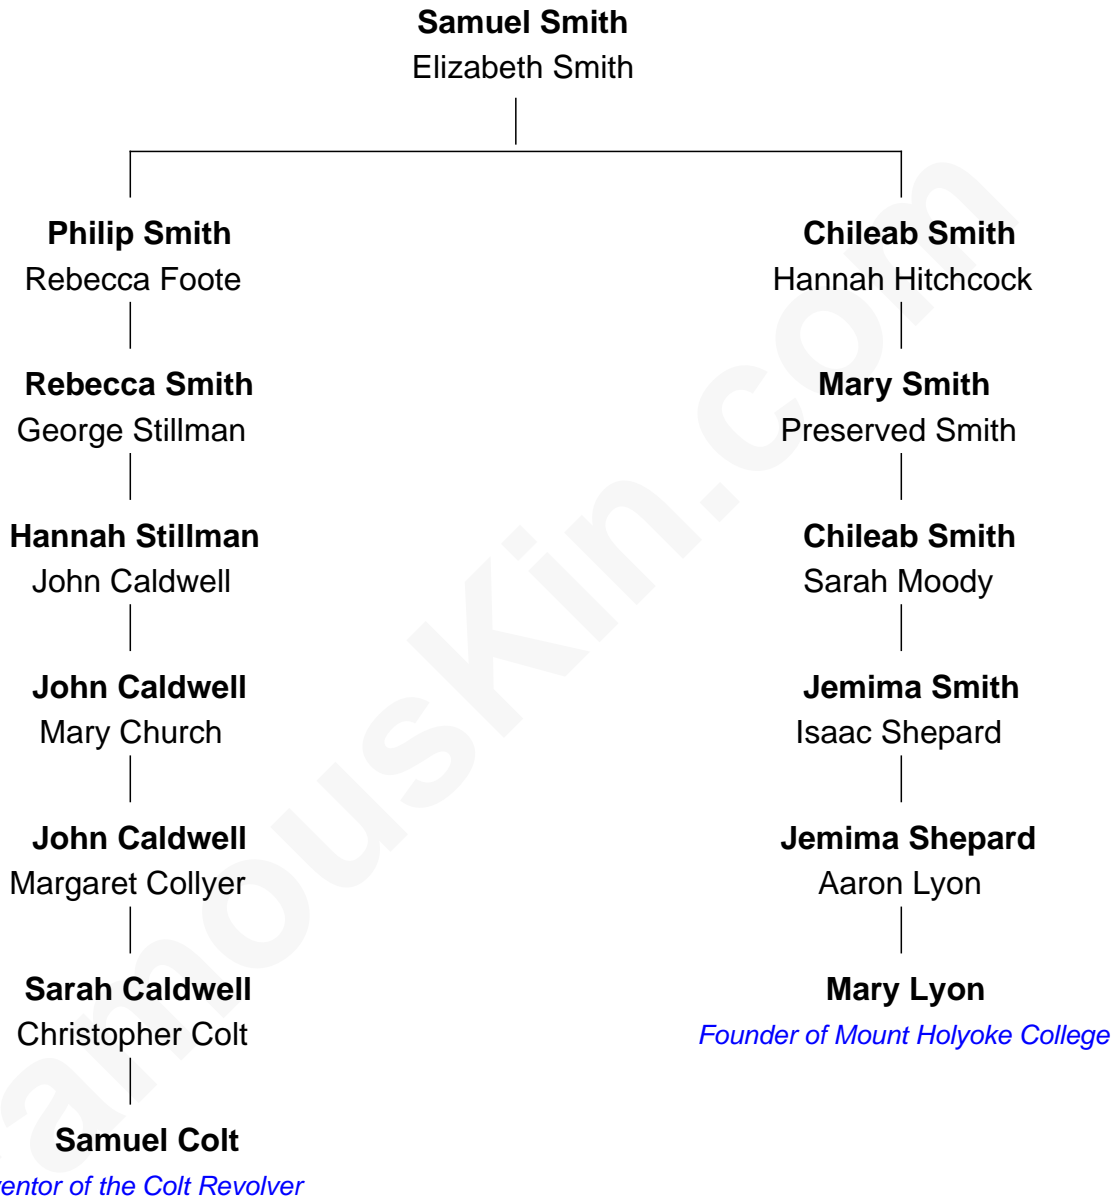 Samuel Smith
Elizabeth Smith
Philip Smith
Rebecca Foote
Chileab Smith
Hannah Hitchcock
Rebecca Smith
George Stillman
Mary Smith
Preserved Smith
Hannah Stillman
John Caldwell
Chileab Smith
Sarah Moody
John Caldwell
Mary Church
Jemima Smith
Isaac Shepard
John Caldwell
Margaret Collyer
Jemima Shepard
Aaron Lyon
Sarah Caldwell
Christopher Colt
Mary Lyon
Founder of Mount Holyoke College
Samuel Colt
entor of the Colt Revolver
amouskin.com